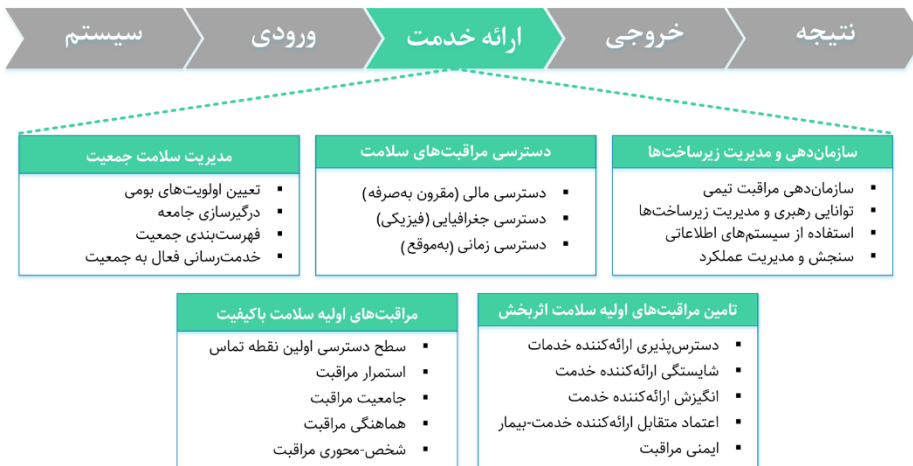 سیستم
ورودی
ارائه خدمت
خروجی
نتیجه
سازمان‌دهی و مدیریت زیرساخت‌ها
سازمان‌دهی مراقبت تیمی
توانایی رهبری و مدیریت زیرساخت‌ها
استفاده از سیستم‌های اطلاعاتی
سنجش و مدیریت عملکرد
دسترسی مراقبت‌های سلامت
دسترسی مالی (مقرون به‌صرفه)
دسترسی جغرافیایی (فیزیکی)
دسترسی زمانی (به‌موقع)
مدیریت سلامت جمعیت
تعیین اولویت‌های بومی
درگیرسازی جامعه
فهرست‌بندی جمعیت
خدمت‌رسانی فعال به جمعیت
تامین مراقبت‌های اولیه سلامت اثربخش
دسترس‌پذیری ارائه‌کننده خدمات
شایستگی ارائه‌کننده خدمت
انگیزش ارائه‌کننده خدمت
اعتماد متقابل ارائه‌کننده خدمت-بیمار
ایمنی مراقبت
مراقبت‌های اولیه سلامت باکیفیت
سطح دسترسی اولین نقطه تماس
استمرار مراقبت
جامعیت مراقبت
هماهنگی مراقبت
شخص-محوری مراقبت